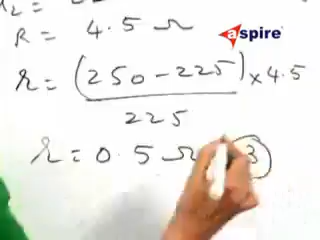 R = 4.5 Ω
aspire
r = (250 - 225) / 225 × 4.5
r = 0.5 Ω 3